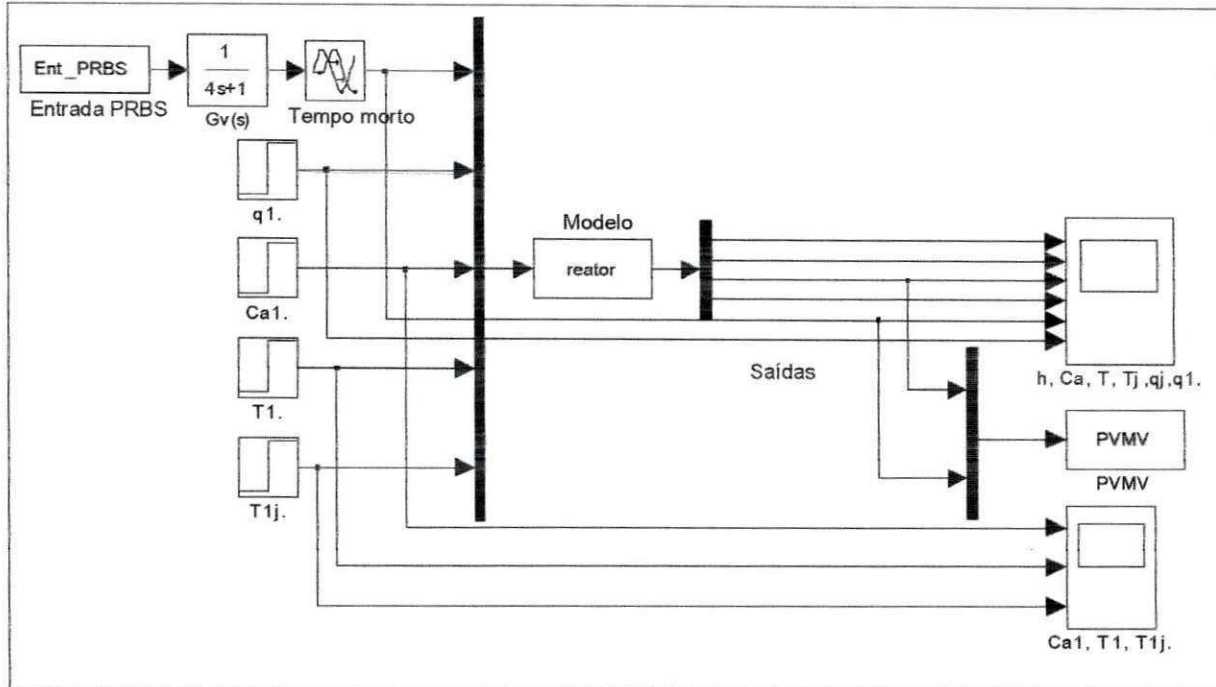 Ent_PRBS
Entrada PRBS
1
4s+1
Gv(s)
Tempo morto
q1.
Ca1.
T1.
T1j.
Modelo
reator
Saídas
h, Ca, T, Tj ,qj,q1.
PVMV
PVMV
Ca1, T1, T1j.